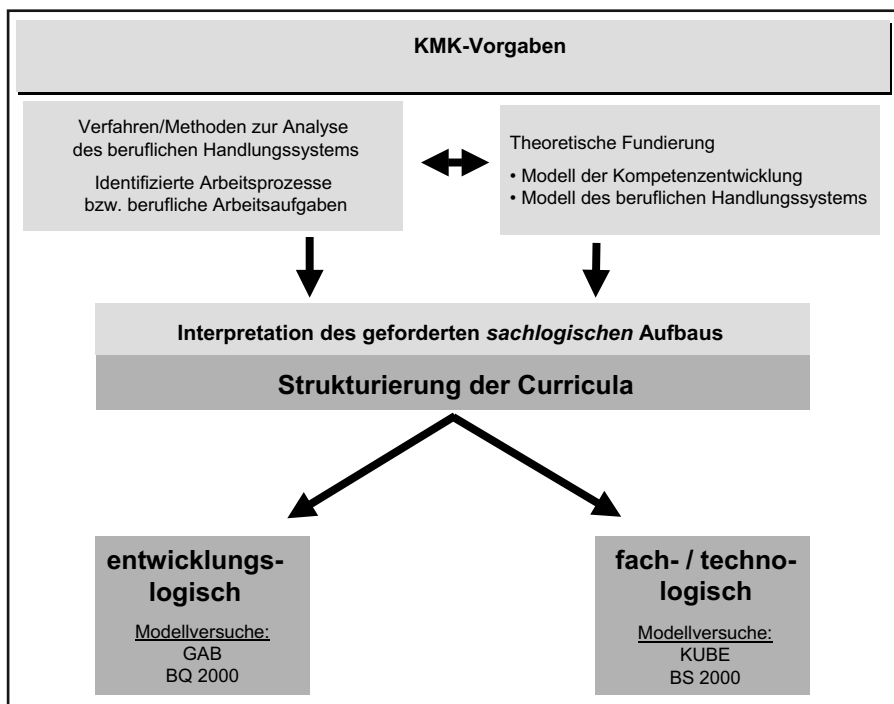 KMK-Vorgaben
Verfahren/Methoden zur Analyse
des beruflichen Handlungssystems
Identifizierte Arbeitsprozesse
bzw. berufliche Arbeitsaufgaben
Theoretische Fundierung
• Modell der Kompetenzentwicklung
• Modell des beruflichen Handlungssystems
Interpretation des geforderten sachlogischen Aufbaus
Strukturierung der Curricula
entwicklungs-
logisch
Modellversuche:
GAB
BQ 2000
fach- / techno-
logisch
Modellversuche:
KUBE
BS 2000